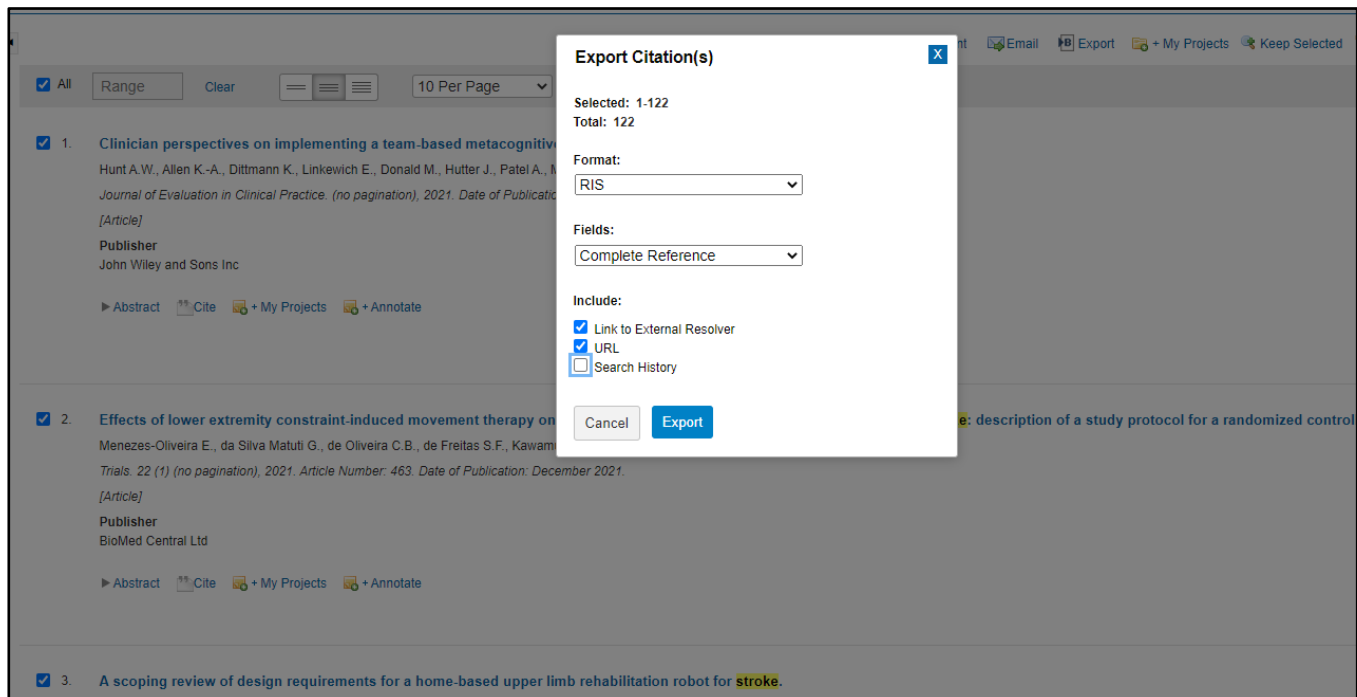 nt Email Export + My Projects Keep Selected
All Range Clear 10 Per Page
Export Citation(s)
X
Selected: 1-122
Total: 122
Format:
RIS
Fields:
Complete Reference
Include:
Link to External Resolver
URL
Search History
Cancel Export
1. Clinician perspectives on implementing a team-based metacognitiv
Hunt A.W., Allen K.-A., Dittmann K., Linkewich E., Donald M., Hutter J., Patel A.,
Journal of Evaluation in Clinical Practice. (no pagination), 2021. Date of Publicatio
[Article]
Publisher
John Wiley and Sons Inc
Abstract Cite + My Projects + Annotate
2. Effects of lower extremity constraint-induced movement therapy on e: description of a study protocol for a randomized control
Menezes-Oliveira E., da Silva Matuti G., de Oliveira C.B., de Freitas S.F., Kawam
Trials. 22 (1) (no pagination), 2021. Article Number: 463. Date of Publication: December 2021.
[Article]
Publisher
BioMed Central Ltd
Abstract Cite + My Projects + Annotate
3. A scoping review of design requirements for a home-based upper limb rehabilitation robot for stroke.